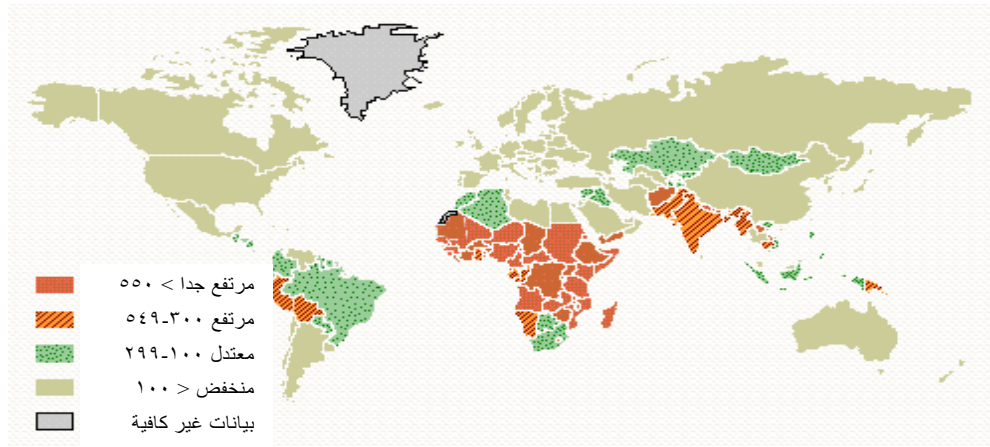 مرتفع جدا > ٥٥٠
مرتفع ٣٠٠-٥٤٩
معتدل ١٠٠-٢٩٩
منخفض < ١٠٠
بيانات غير كافية